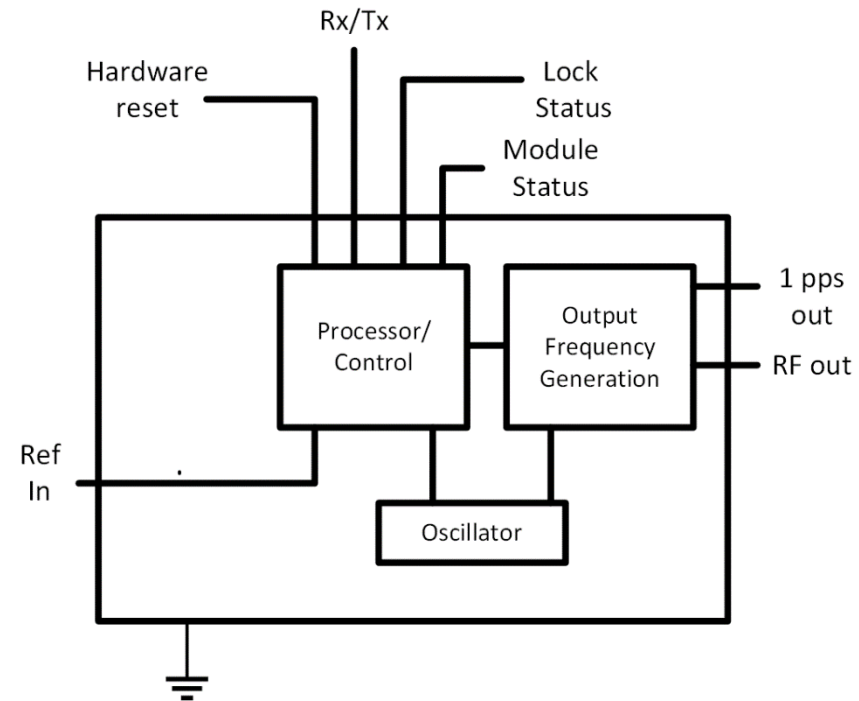 Rx/Tx
Hardware
reset
Lock
Status
Module
Status
Processor/
Control
Output
Frequency
Generation
1 pps
out
RF out
Ref
In
Oscillator